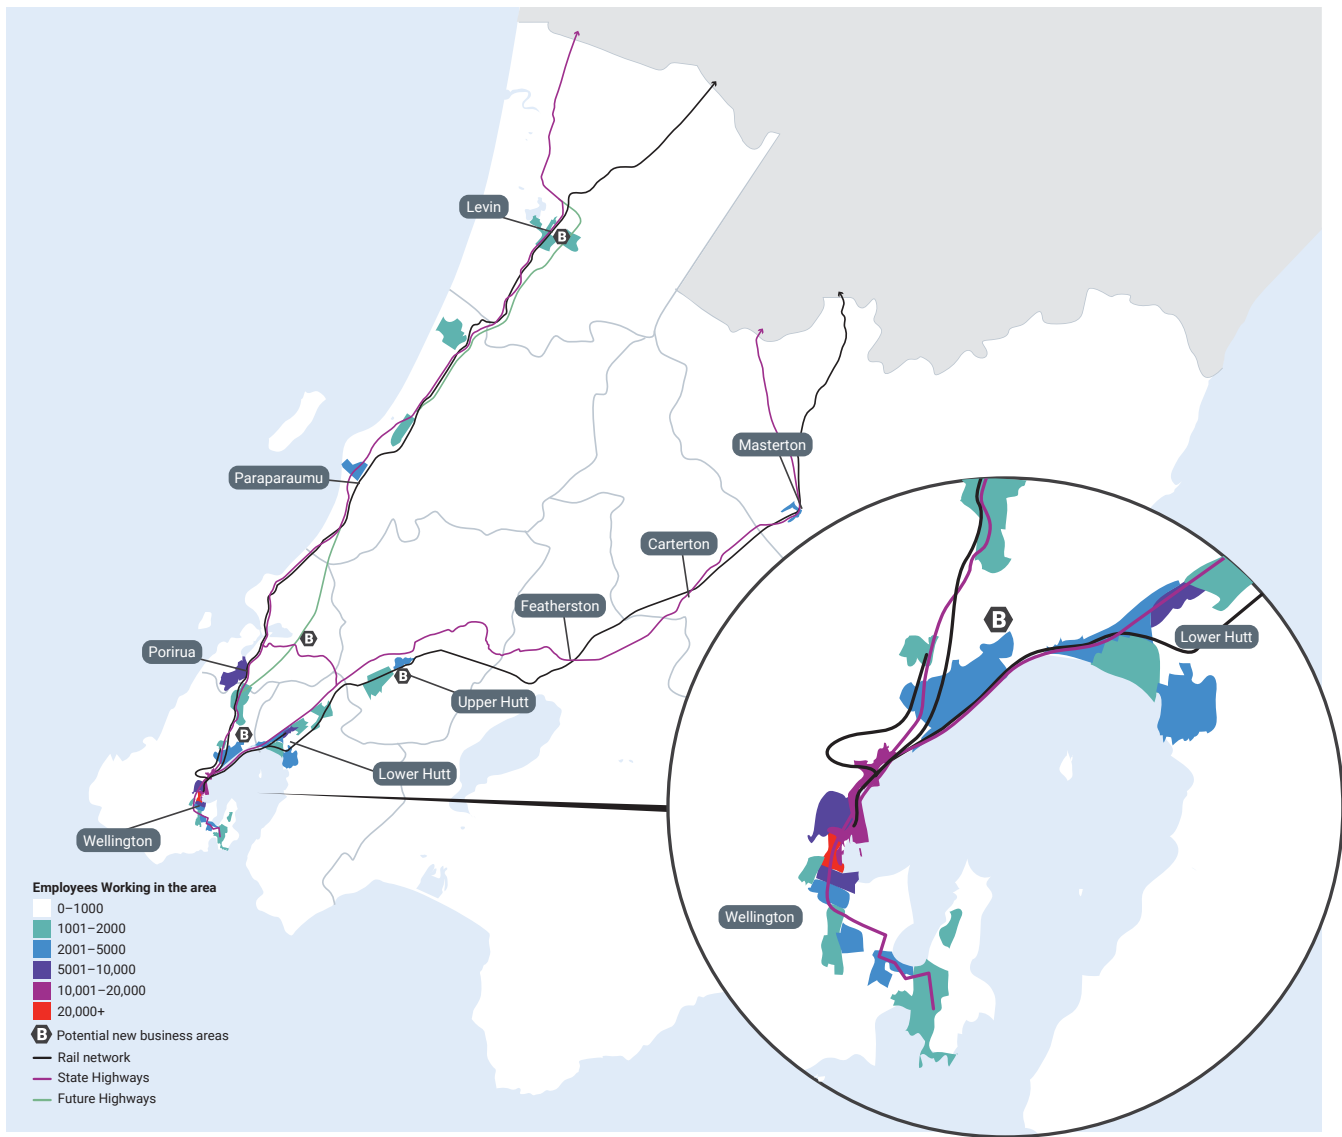 Levin
B
Paraparaumu
Masterton
Carterton
Featherston
B
Porirua
B
Upper Hutt
B
Lower Hutt
Wellington
B
Lower Hutt
Wellington
Employees Working in the area
0–1000
1001–2000
2001–5000
5001–10,000
10,001–20,000
20,000+
B Potential new business areas
Rail network
State Highways
Future Highways